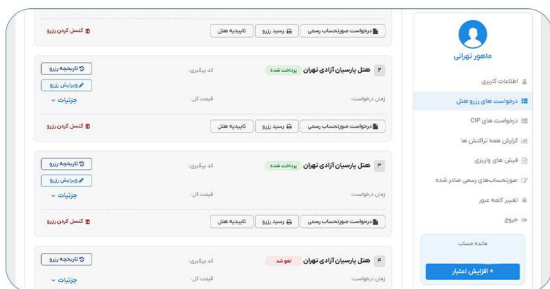 ماهور تهرانی
اطلاعات کاربری
درخواست های رزرو هتل
درخواست های CIP
گزارش همه تراکنش ها
فیش های واریزی
صورتحساب‌های رسمی صادر شده
تغییر کلمه عبور
خروج
مانده حساب
+ افزایش اعتبار
درخواست صورتحساب رسمی رسید رزرو تاییدیه هتل کنسل کردن رزرو
۲ هتل پارسیان آزادی تهران پرداخت شده کد پیگیری: تاریخچه رزرو
ویرایش رزرو
زمان درخواست: قیمت کل: جزئیات
درخواست صورتحساب رسمی رسید رزرو تاییدیه هتل کنسل کردن رزرو
۳ هتل پارسیان آزادی تهران پرداخت شده کد پیگیری: تاریخچه رزرو
ویرایش رزرو
زمان درخواست: قیمت کل: جزئیات
درخواست صورتحساب رسمی رسید رزرو تاییدیه هتل کنسل کردن رزرو
۴ هتل پارسیان آزادی تهران لغو شد کد پیگیری: تاریخچه رزرو
زمان درخواست: قیمت کل: جزئیات